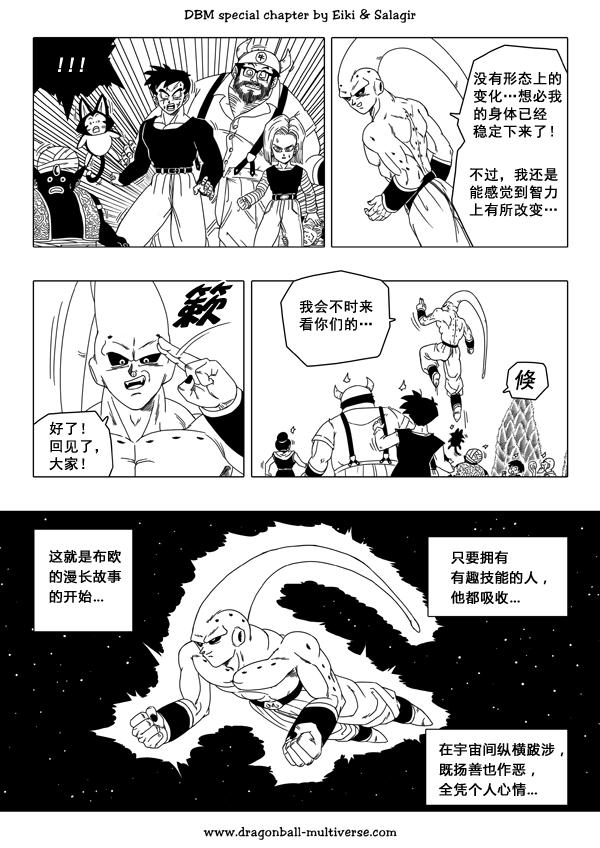 DBM special chapter by Eiki & Salagir
!!!
没有形态上的
变化…想必我
的身体已经
稳定下来了！
不过，我还是
能感觉到智力
上有所改变…
簌
好了！
回见了，
大家！
我会不时来
看你们的…
倏
这就是布欧
的漫长故事
的开始...
只要拥有
有趣技能的人，
他都吸收...
在宇宙间纵横跋涉，
既扬善也作恶，
全凭个人心情...
www.dragonball-multiverse.com